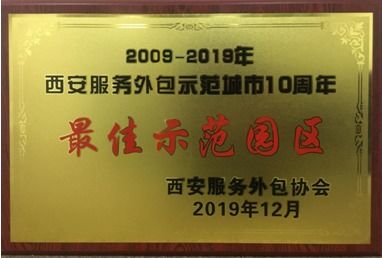 2009-2019年
西安服务外包示范城市10周年
最佳示范园区
西安服务外包协会
2019年12月